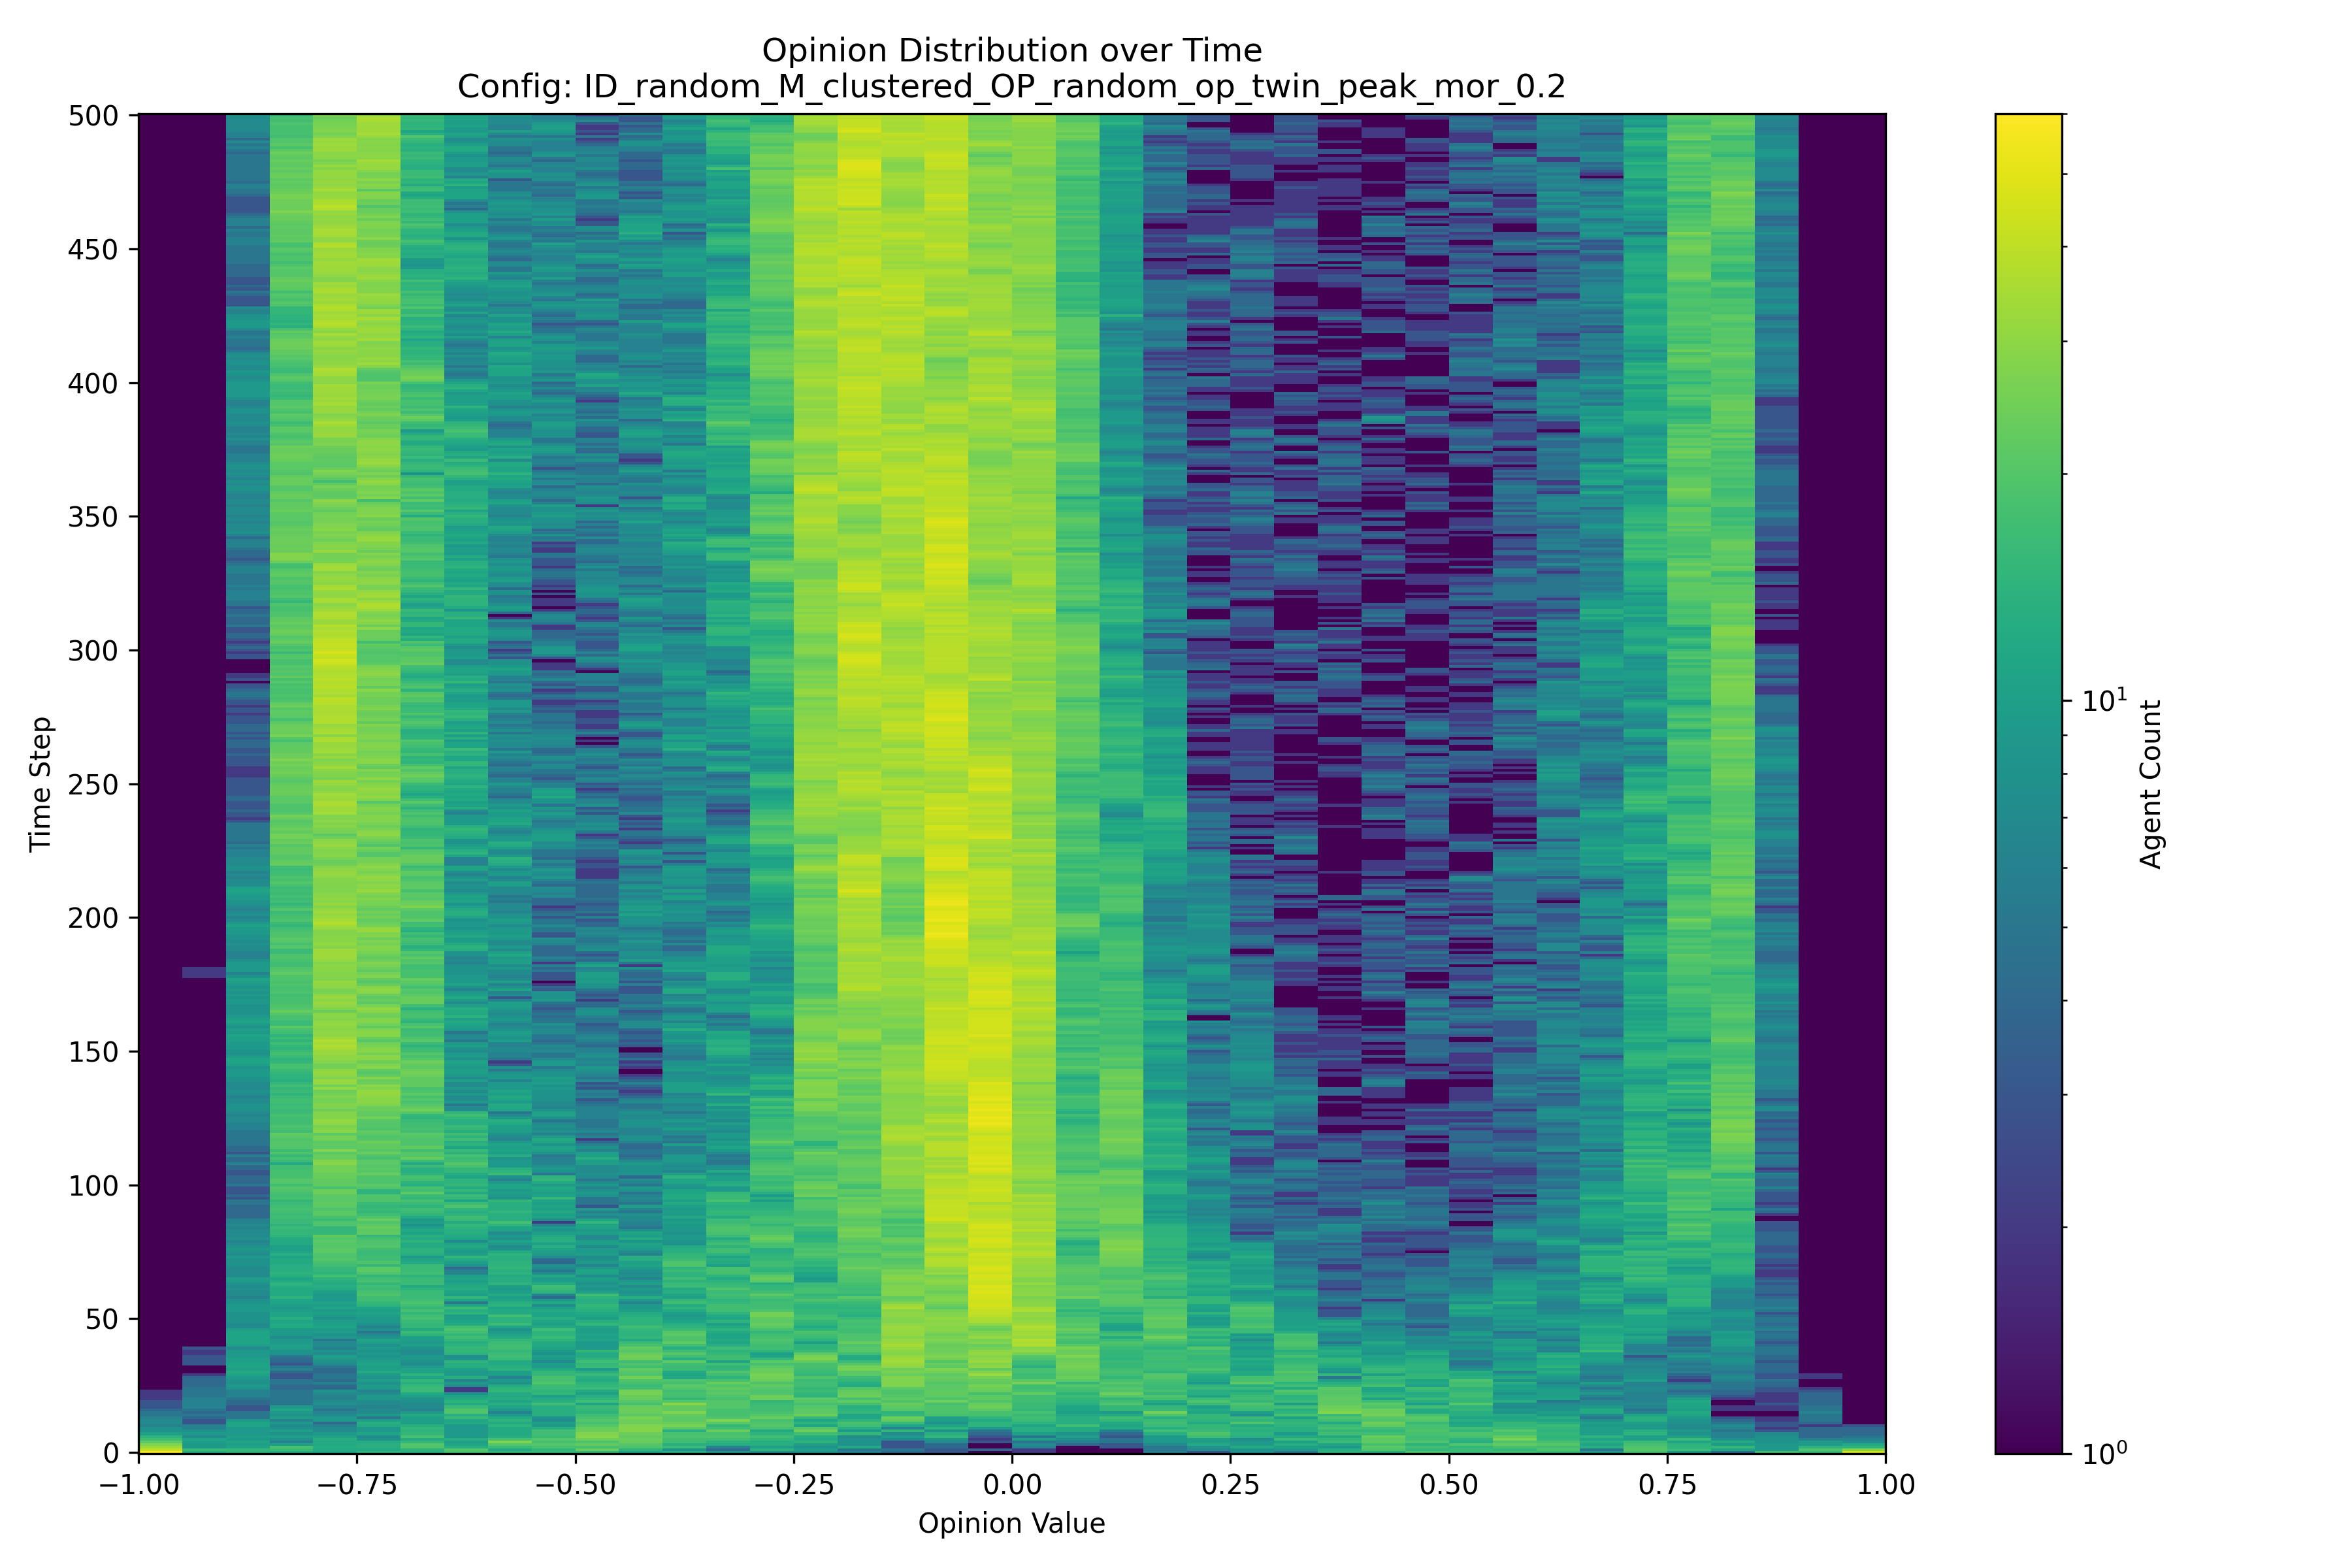 Opinion Distribution over Time
Config: ID_random_M_clustered_OP_random_op_twin_peak_mor_0.2
500
450
400
350
300
250
200
150
100
50
0
Time Step
−1.00 −0.75 −0.50 −0.25 0.00 0.25 0.50 0.75 1.00
Opinion Value
10¹
10⁰
Agent Count